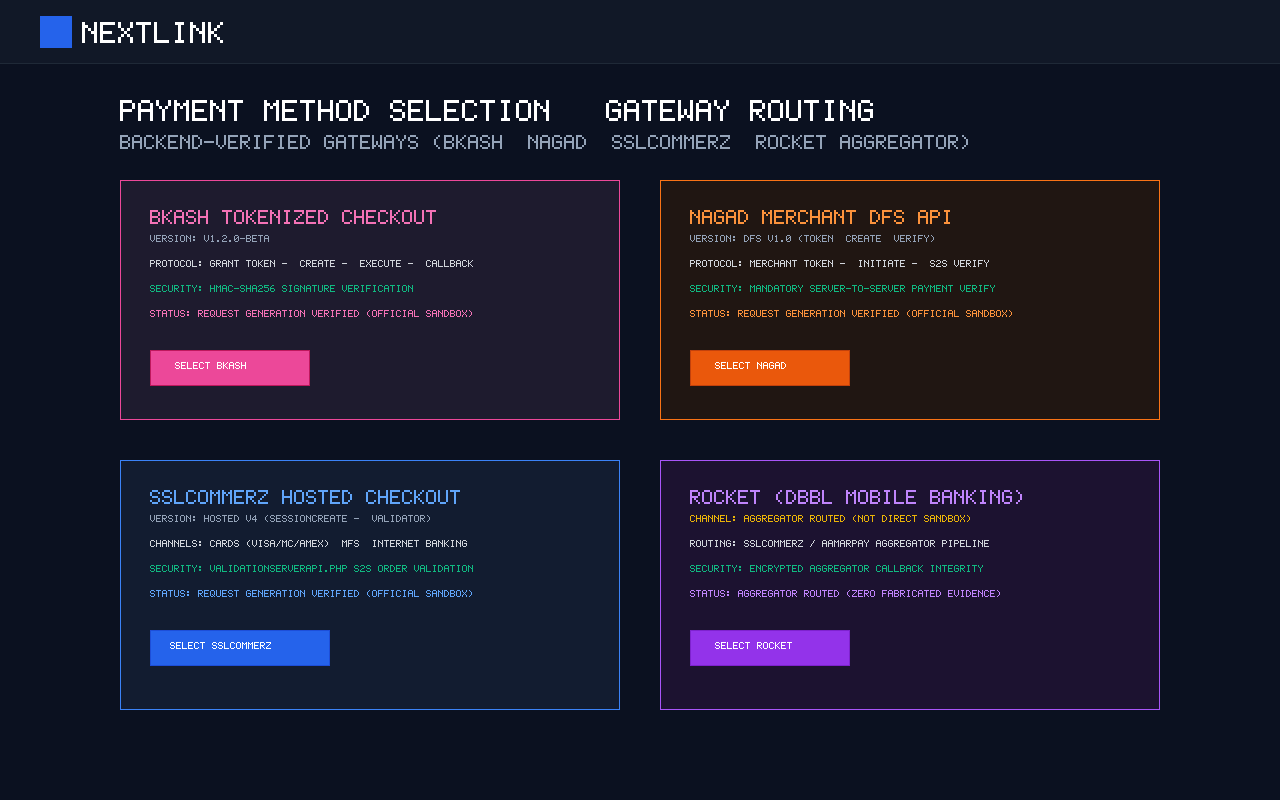 NEXTLINK
PAYMENT METHOD SELECTION   GATEWAY ROUTING
BACKEND-VERIFIED GATEWAYS (BKASH  NAGAD  SSLCOMMERZ  ROCKET AGGREGATOR)
BKASH TOKENIZED CHECKOUT
VERSION: V1.2.0-BETA
PROTOCOL: GRANT TOKEN -  CREATE -  EXECUTE -  CALLBACK
SECURITY: HMAC-SHA256 SIGNATURE VERIFICATION
STATUS: REQUEST GENERATION VERIFIED (OFFICIAL SANDBOX)
SELECT BKASH
NAGAD MERCHANT DFS API
VERSION: DFS V1.0 (TOKEN  CREATE  VERIFY)
PROTOCOL: MERCHANT TOKEN -  INITIATE -  S2S VERIFY
SECURITY: MANDATORY SERVER-TO-SERVER PAYMENT VERIFY
STATUS: REQUEST GENERATION VERIFIED (OFFICIAL SANDBOX)
SELECT NAGAD
SSLCOMMERZ HOSTED CHECKOUT
VERSION: HOSTED V4 (SESSIONCREATE -  VALIDATOR)
CHANNELS: CARDS (VISA/MC/AMEX)  MFS  INTERNET BANKING
SECURITY: VALIDATIONSERVERAPI.PHP S2S ORDER VALIDATION
STATUS: REQUEST GENERATION VERIFIED (OFFICIAL SANDBOX)
SELECT SSLCOMMERZ
ROCKET (DBBL MOBILE BANKING)
CHANNEL: AGGREGATOR ROUTED (NOT DIRECT SANDBOX)
ROUTING: SSLCOMMERZ / AAMARPAY AGGREGATOR PIPELINE
SECURITY: ENCRYPTED AGGREGATOR CALLBACK INTEGRITY
STATUS: AGGREGATOR ROUTED (ZERO FABRICATED EVIDENCE)
SELECT ROCKET